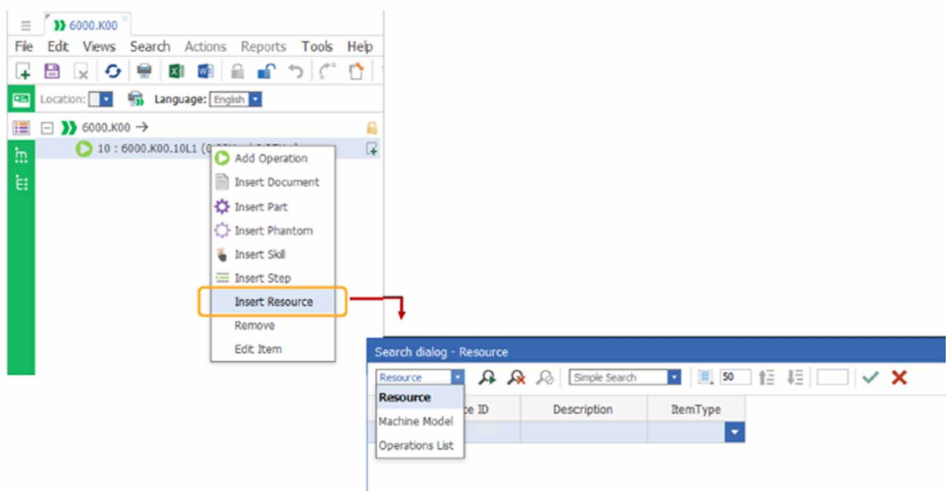 6000.K00
File Edit Views Search Actions Reports Tools Help
Location: Language: English
6000.K00
10 : 6000.K00.10L1
Add Operation
Insert Document
Insert Part
Insert Phantom
Insert Skill
Insert Step
Insert Resource
Remove
Edit Item
Search dialog - Resource
Resource Simple Search 50
Resource
Machine Model
Operations List
ID Description ItemType